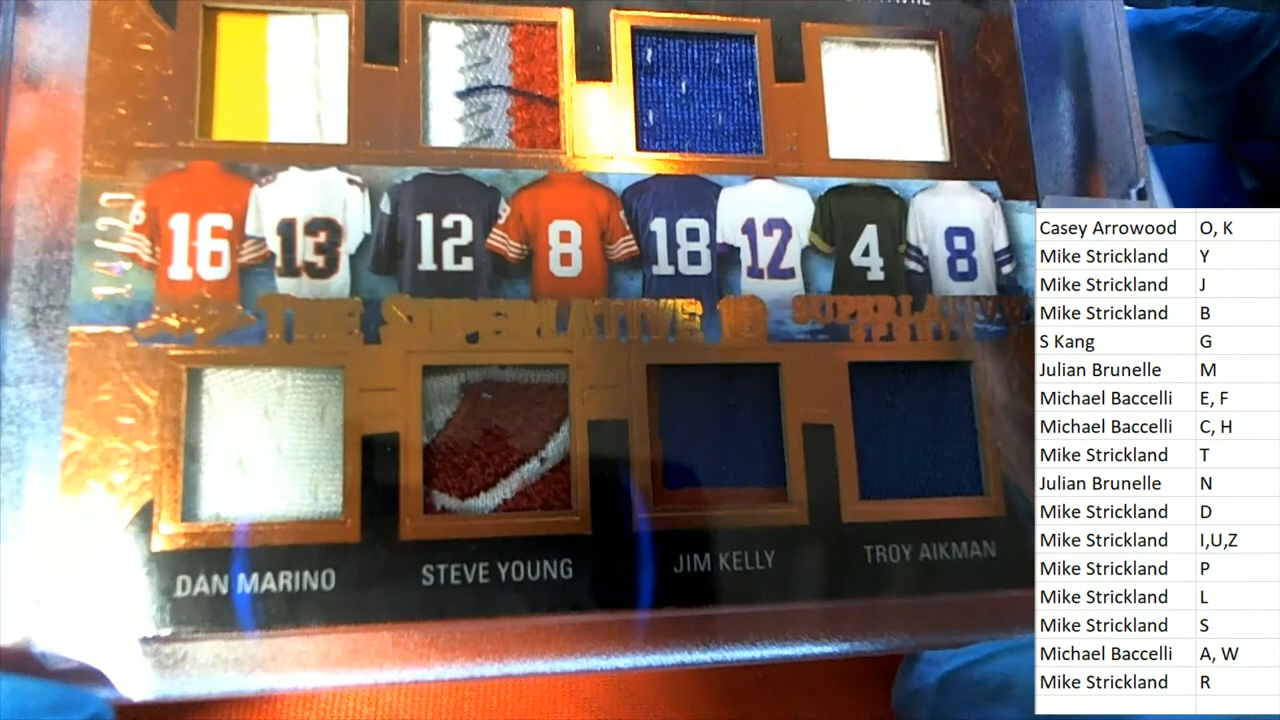 16 13 12 8 18 12 4 8
THE SUPERLATIVE 16
DAN MARINO STEVE YOUNG JIM KELLY TROY AIKMAN
Casey Arrowood O, K
Mike Strickland Y
Mike Strickland J
Mike Strickland B
S Kang G
Julian Brunelle M
Michael Baccelli E, F
Michael Baccelli C, H
Mike Strickland T
Julian Brunelle N
Mike Strickland D
Mike Strickland I,U,Z
Mike Strickland P
Mike Strickland L
Mike Strickland S
Michael Baccelli A, W
Mike Strickland R